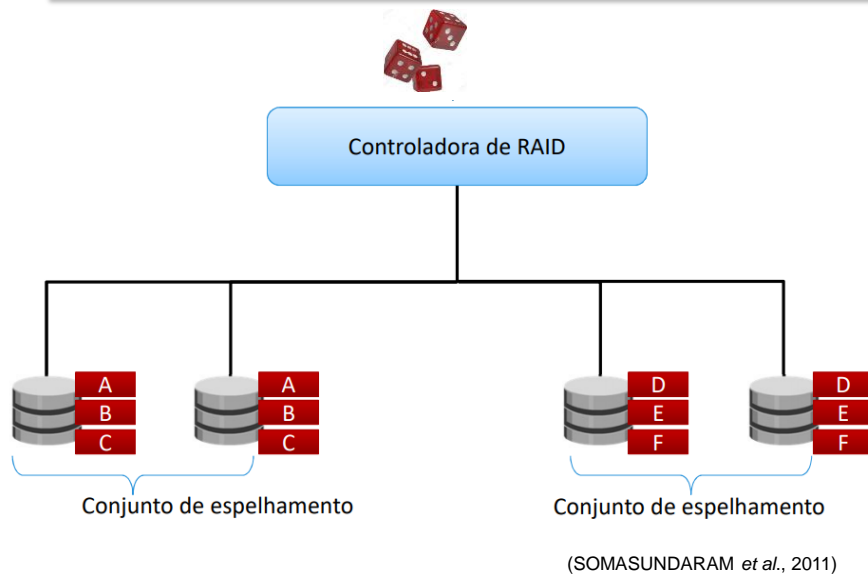 Controladora de RAID
A A D D
B B E E
C C F F
Conjunto de espelhamento Conjunto de espelhamento
(SOMASUNDARAM et al., 2011)